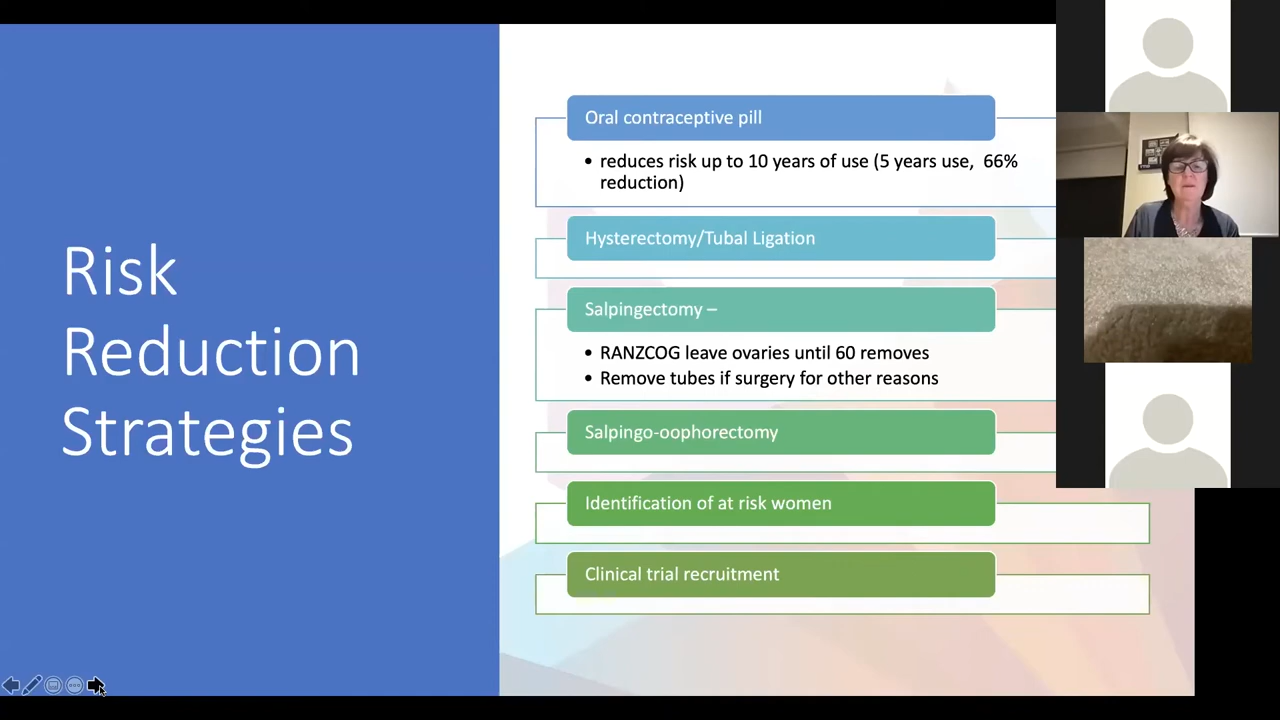 Risk
Reduction
Strategies
Oral contraceptive pill
• reduces risk up to 10 years of use (5 years use, 66%
reduction)
Hysterectomy/Tubal Ligation
Salpingectomy –
• RANZCOG leave ovaries until 60 removes
• Remove tubes if surgery for other reasons
Salpingo-oophorectomy
Identification of at risk women
Clinical trial recruitment